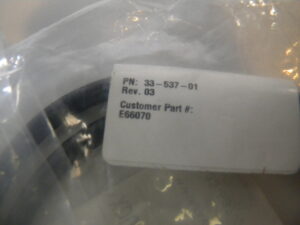 PN: 33-537-01
Rev. 03
Customer Part #:
E66070